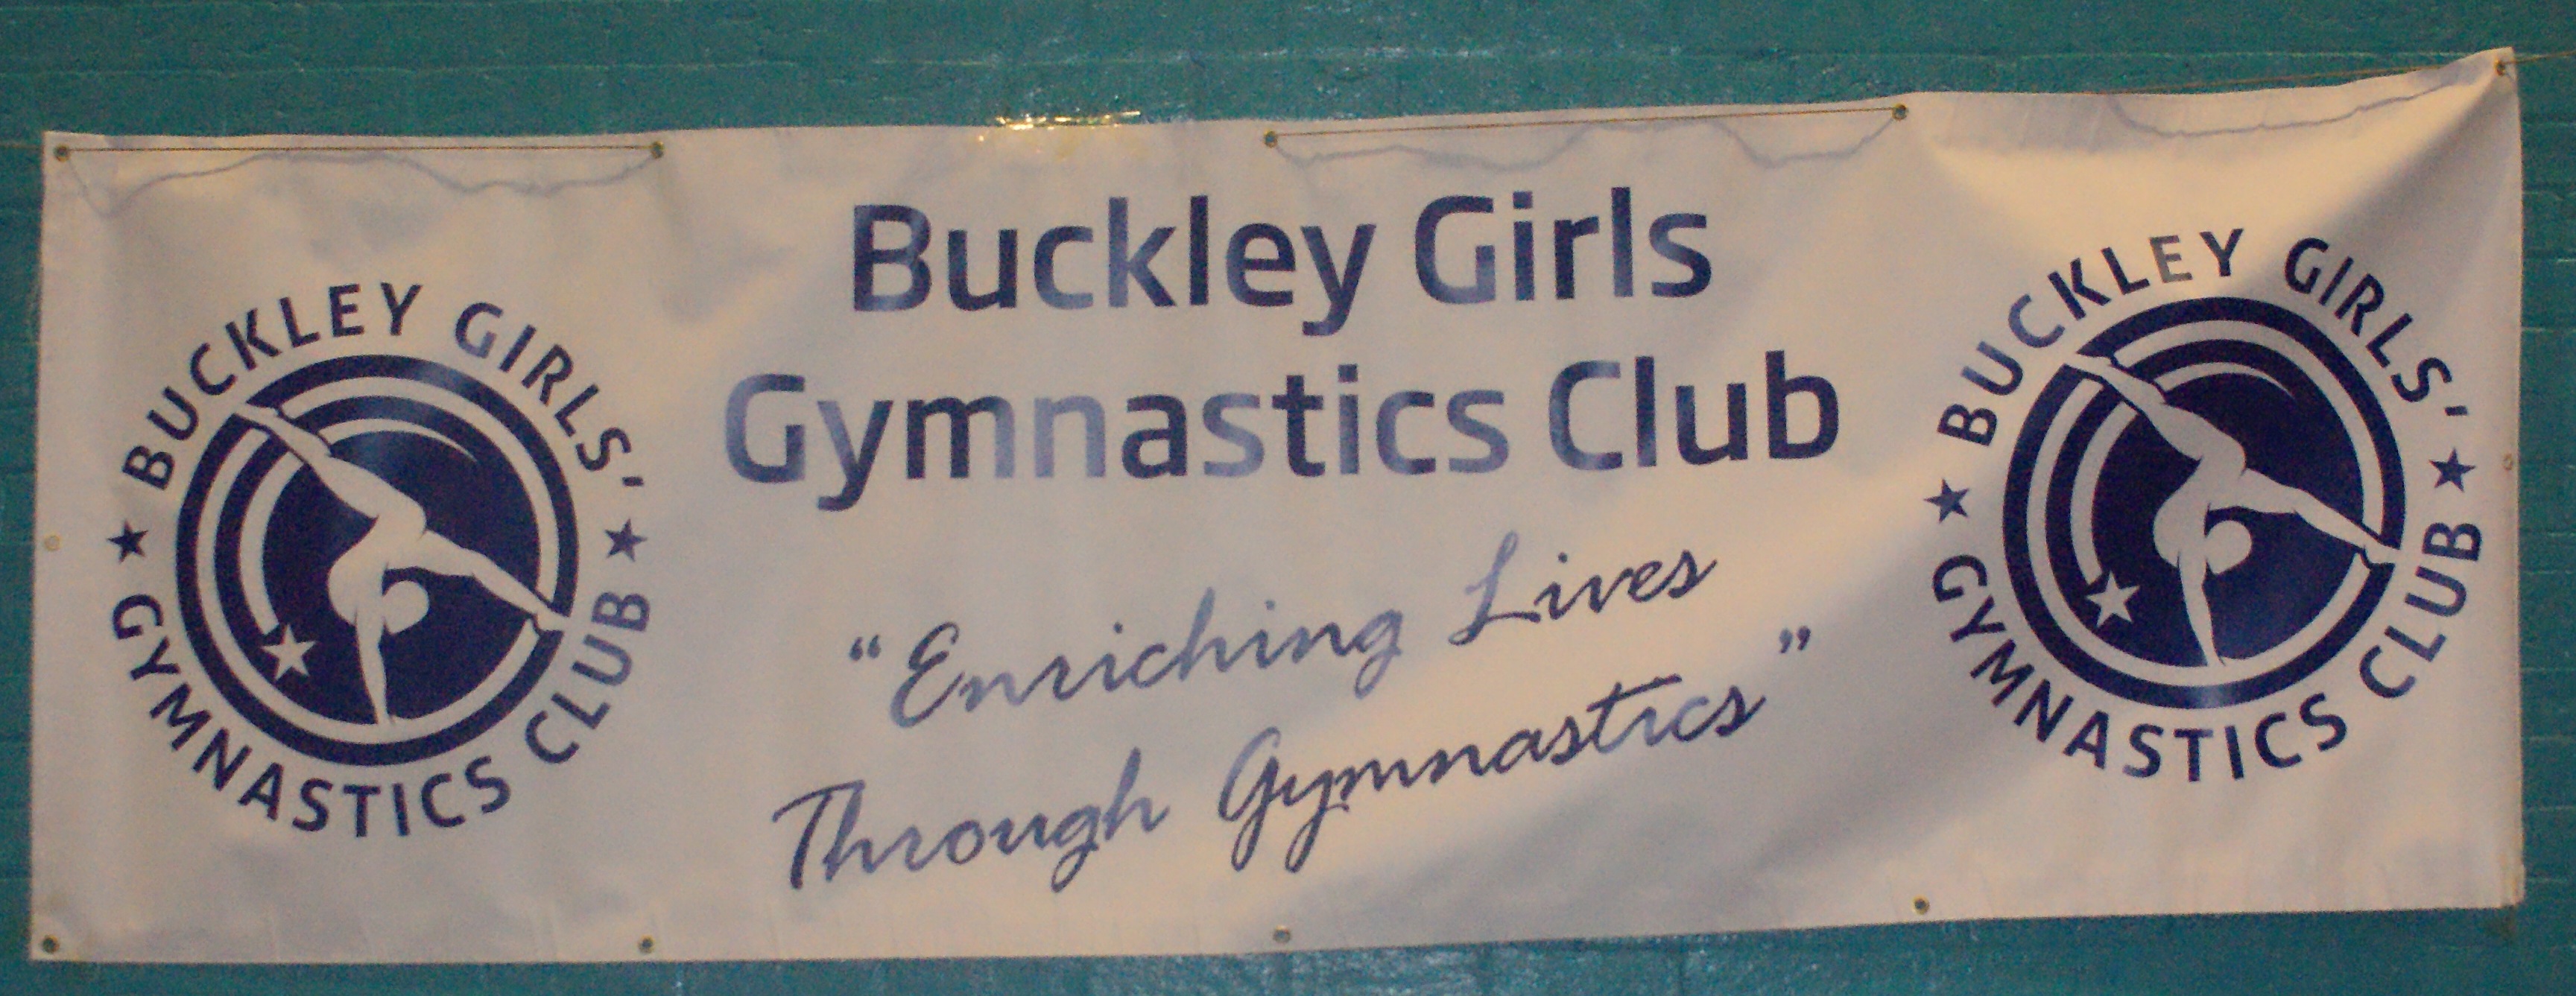 BUCKLEY GIRLS'
★ GYMNASTICS CLUB ★
Buckley Girls
Gymnastics Club
“Enriching Lives
Through Gymnastics”
BUCKLEY GIRLS'
★ GYMNASTICS CLUB ★